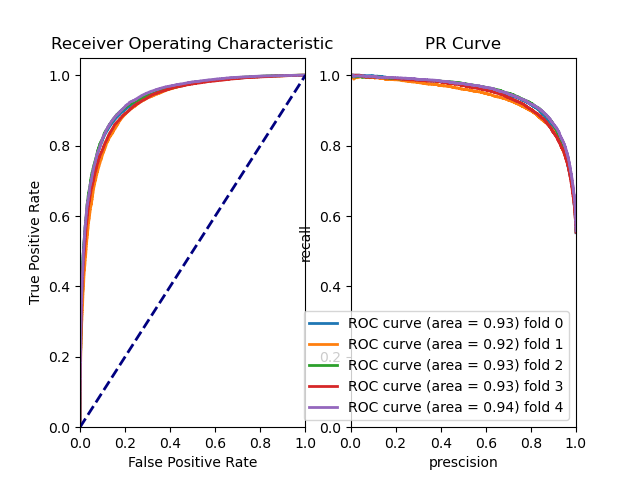 Receiver Operating Characteristic
1.0
0.8
0.6
0.4
0.2
0.0
True Positive Rate
0.0 0.2 0.4 0.6 0.8 1.0
False Positive Rate
PR Curve
1.0
0.8
0.6
0.4
0.2
0.0
recall
0.0 0.2 0.4 0.6 0.8 1.0
prescision
ROC curve (area = 0.93) fold 0
ROC curve (area = 0.92) fold 1
ROC curve (area = 0.93) fold 2
ROC curve (area = 0.93) fold 3
ROC curve (area = 0.94) fold 4